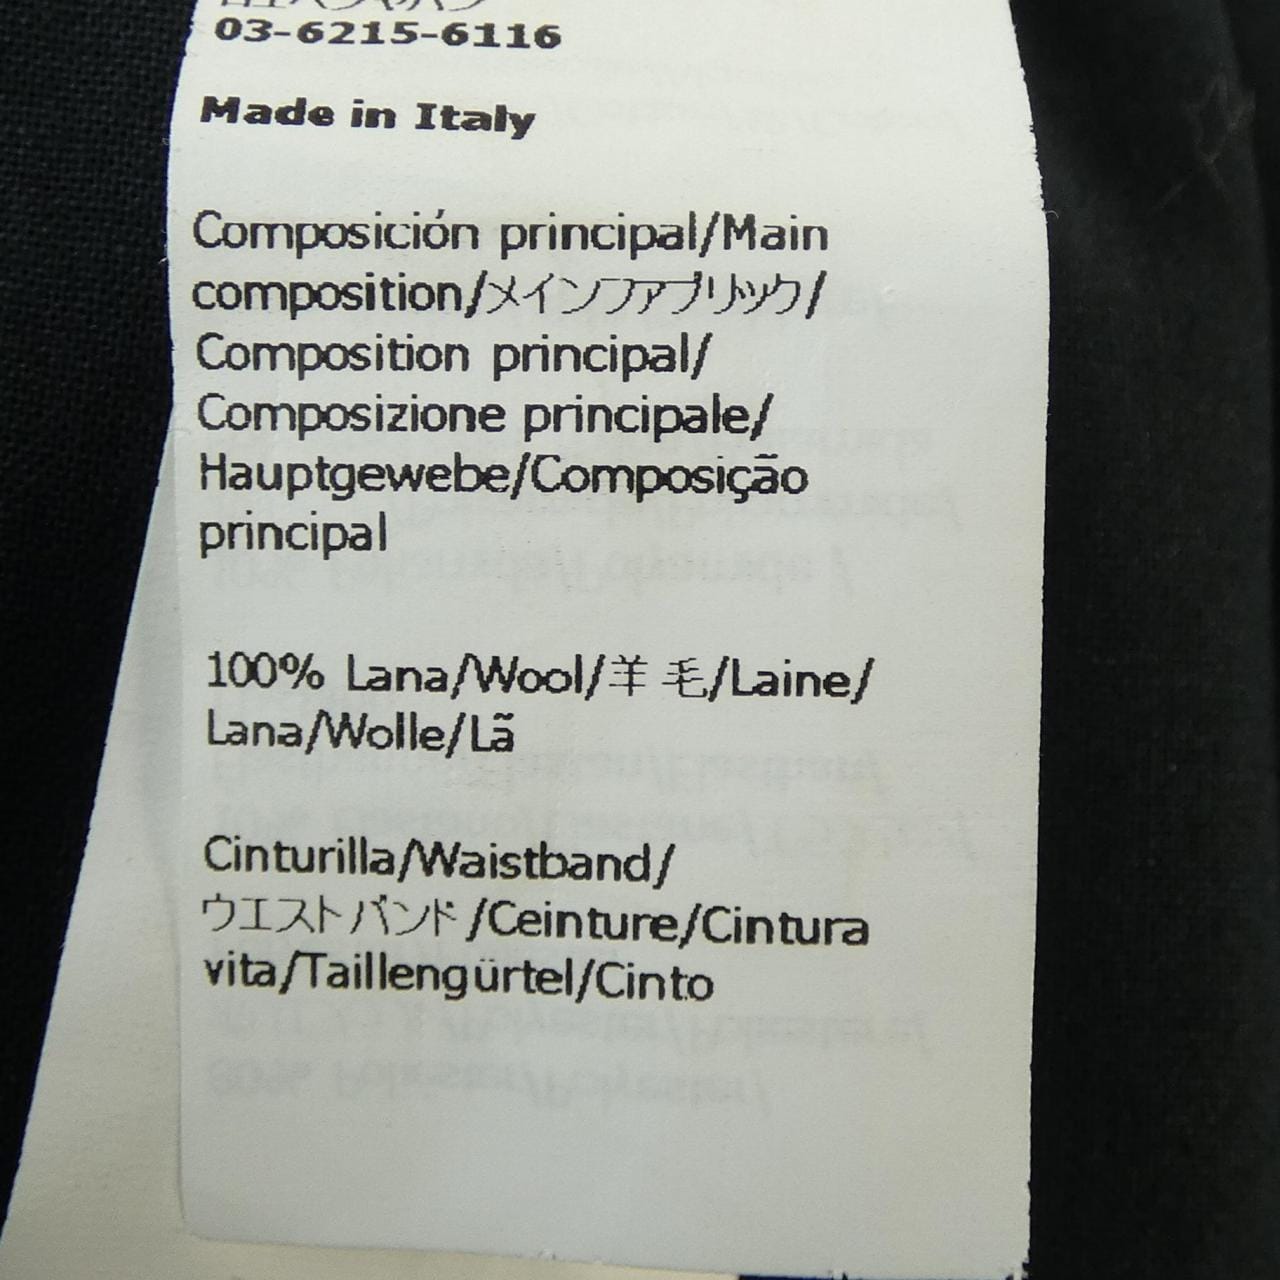 03-6215-6116
Made in Italy
Composición principal/Main
composition/メインファブリック/
Composition principal/
Composizione principale/
Hauptgewebe/Composição
principal
100% Lana/Wool/羊 毛/Laine/
Lana/Wolle/Lã
Cinturilla/Waistband/
ウエストバンド/Ceinture/Cintura
vita/Taillengürtel/Cinto